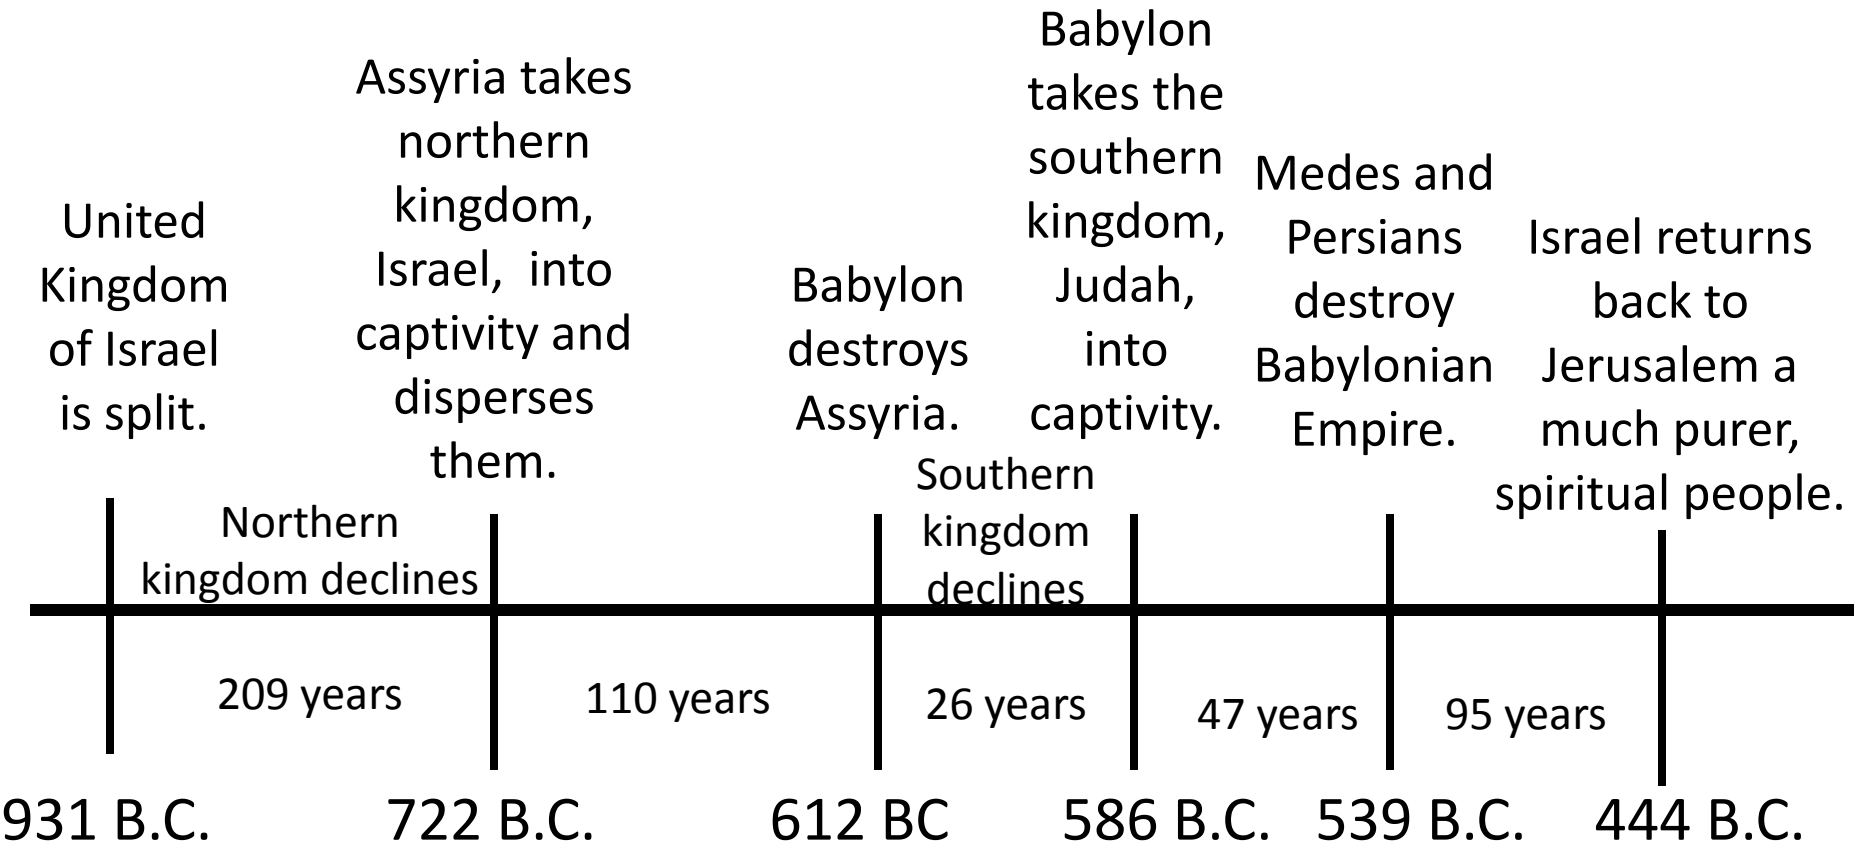 United
Kingdom
of Israel
is split.
Assyria takes
northern
kingdom,
Israel,  into
captivity and
disperses
them.
Babylon
destroys
Assyria.
Babylon
takes the
southern
kingdom,
Judah,
into
captivity.
Medes and
Persians
destroy
Babylonian
Empire.
Israel returns
back to
Jerusalem a
much purer,
spiritual people.
Northern
kingdom declines
Southern
kingdom
declines
209 years
110 years
26 years
47 years
95 years
931 B.C.
722 B.C.
612 BC
586 B.C.
539 B.C.
444 B.C.